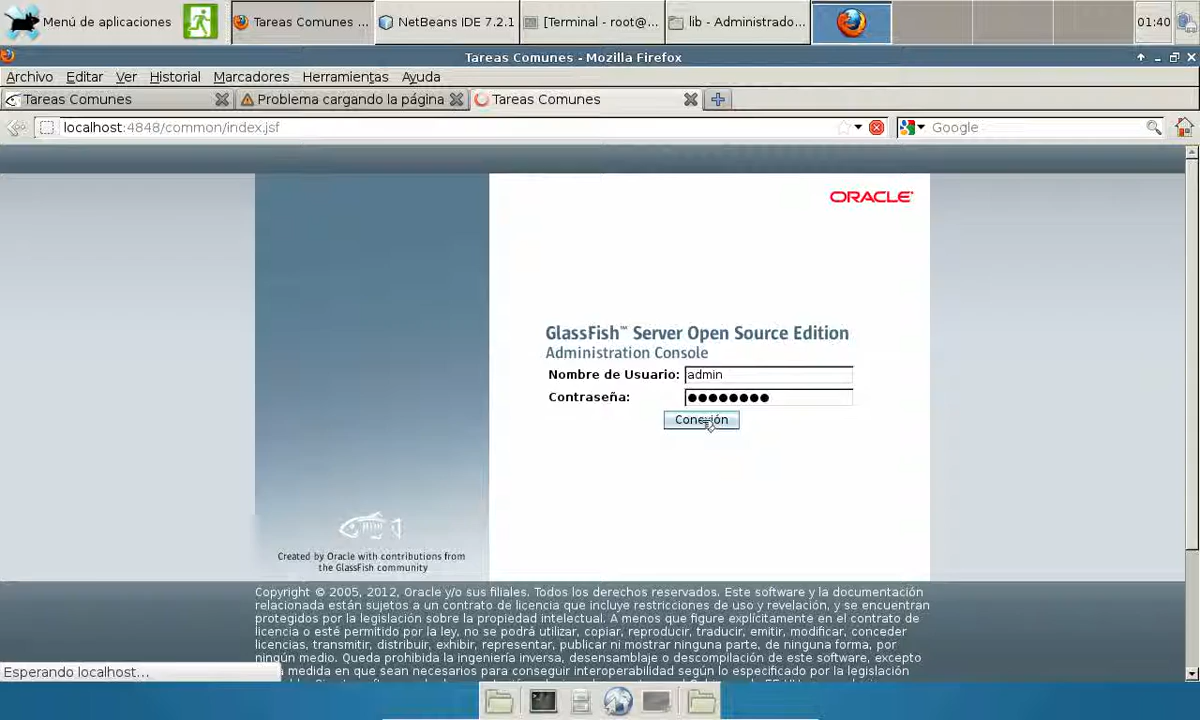 Menú de aplicaciones
Tareas Comunes ...
NetBeans IDE 7.2.1
[Terminal - root@...
lib - Administrado...
01:40
Tareas Comunes - Mozilla Firefox
Archivo Editar Ver Historial Marcadores Herramientas Ayuda
Tareas Comunes
Problema cargando la página
Tareas Comunes
localhost:4848/common/index.jsf
Google
ORACLE
GlassFish™ Server Open Source Edition
Administration Console
Nombre de Usuario: admin
Contraseña: ●●●●●●●●
Conexión
Created by Oracle with contributions from
the GlassFish community
Copyright © 2005, 2012, Oracle y/o sus filiales. Todos los derechos reservados. Este software y la documentación
relacionada están sujetos a un contrato de licencia que incluye restricciones de uso y revelación, y se encuentran
protegidos por la legislación sobre la propiedad intelectual. A menos que figure explícitamente en el contrato de
licencia o esté permitido por la ley, no se podrá utilizar, copiar, reproducir, traducir, emitir, modificar, conceder
licencias, transmitir, distribuir, exhibir, representar, publicar ni mostrar ninguna parte, de ninguna forma, por
ningún medio. Queda prohibida la ingeniería inversa, desensamblaje o descompilación de este software, excepto
medida en que sean necesarios para conseguir interoperabilidad según lo especificado por la legislación
Esperando localhost...